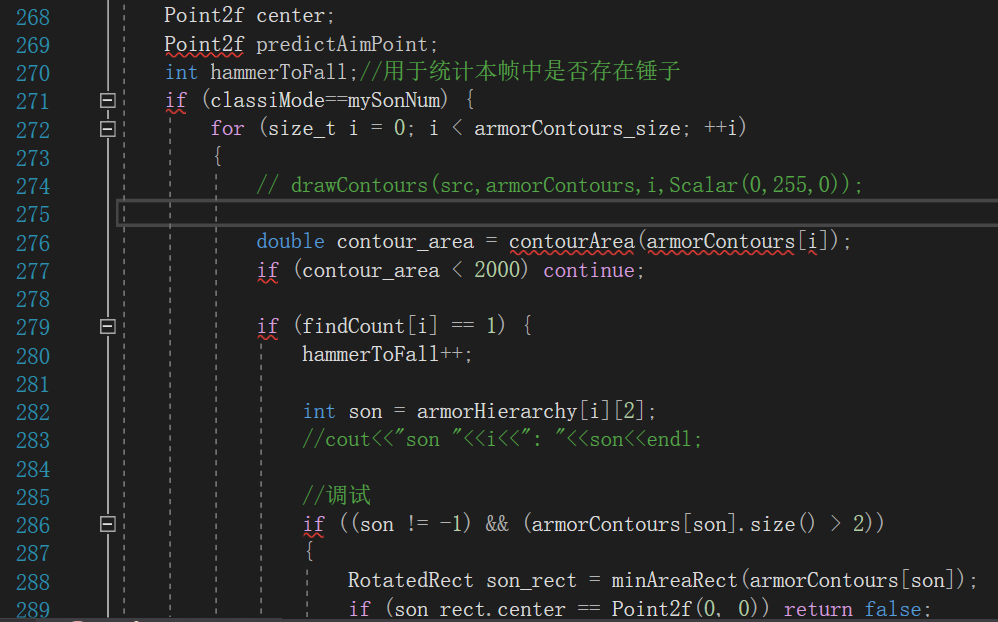 268 Point2f center;
269 Point2f predictAimPoint;
270 int hammerToFall;//用于统计本帧中是否存在锤子
271 if (classiMode==mySonNum) {
272 for (size_t i = 0; i < armorContours_size; ++i)
273 {
274 // drawContours(src,armorContours,i,Scalar(0,255,0));
275
276 double contour_area = contourArea(armorContours[i]);
277 if (contour_area < 2000) continue;
278
279 if (findCount[i] == 1) {
280 hammerToFall++;
281
282 int son = armorHierarchy[i][2];
283 //cout<<"son "<<i<<": "<<son<<endl;
284
285 //调试
286 if ((son != -1) && (armorContours[son].size() > 2))
287 {
288 RotatedRect son_rect = minAreaRect(armorContours[son]);
289 if (son_rect.center == Point2f(0, 0)) return false;